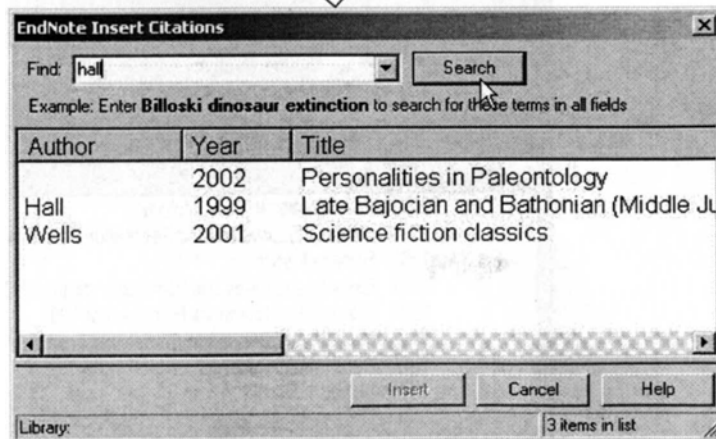 EndNote Insert Citations
Find: hall Search
Example: Enter Billoski dinosaur extinction to search for these terms in all fields
Author Year Title
2002 Personalities in Paleontology
Hall 1999 Late Bajocian and Bathonian (Middle Ju
Wells 2001 Science fiction classics
Insert Cancel Help
Library: 3 items in list